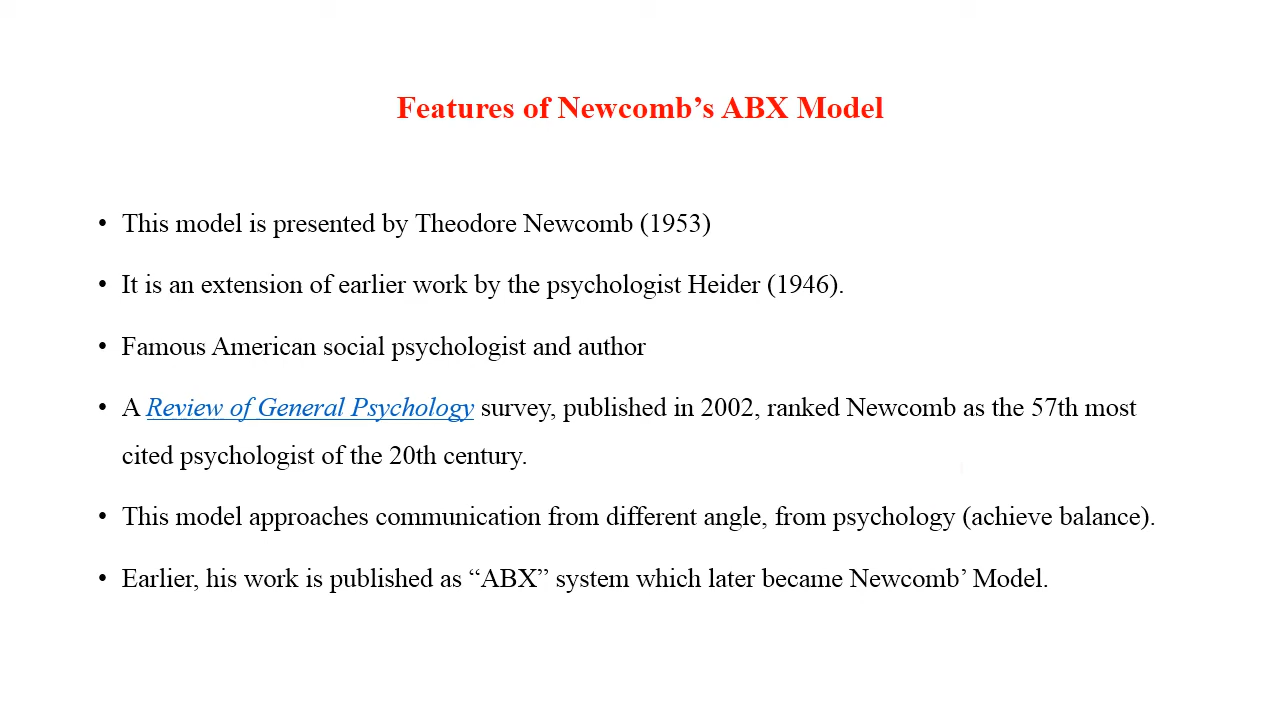 Features of Newcomb’s ABX Model
• This model is presented by Theodore Newcomb (1953)
• It is an extension of earlier work by the psychologist Heider (1946).
• Famous American social psychologist and author
• A Review of General Psychology survey, published in 2002, ranked Newcomb as the 57th most
cited psychologist of the 20th century.
• This model approaches communication from different angle, from psychology (achieve balance).
• Earlier, his work is published as “ABX” system which later became Newcomb’ Model.